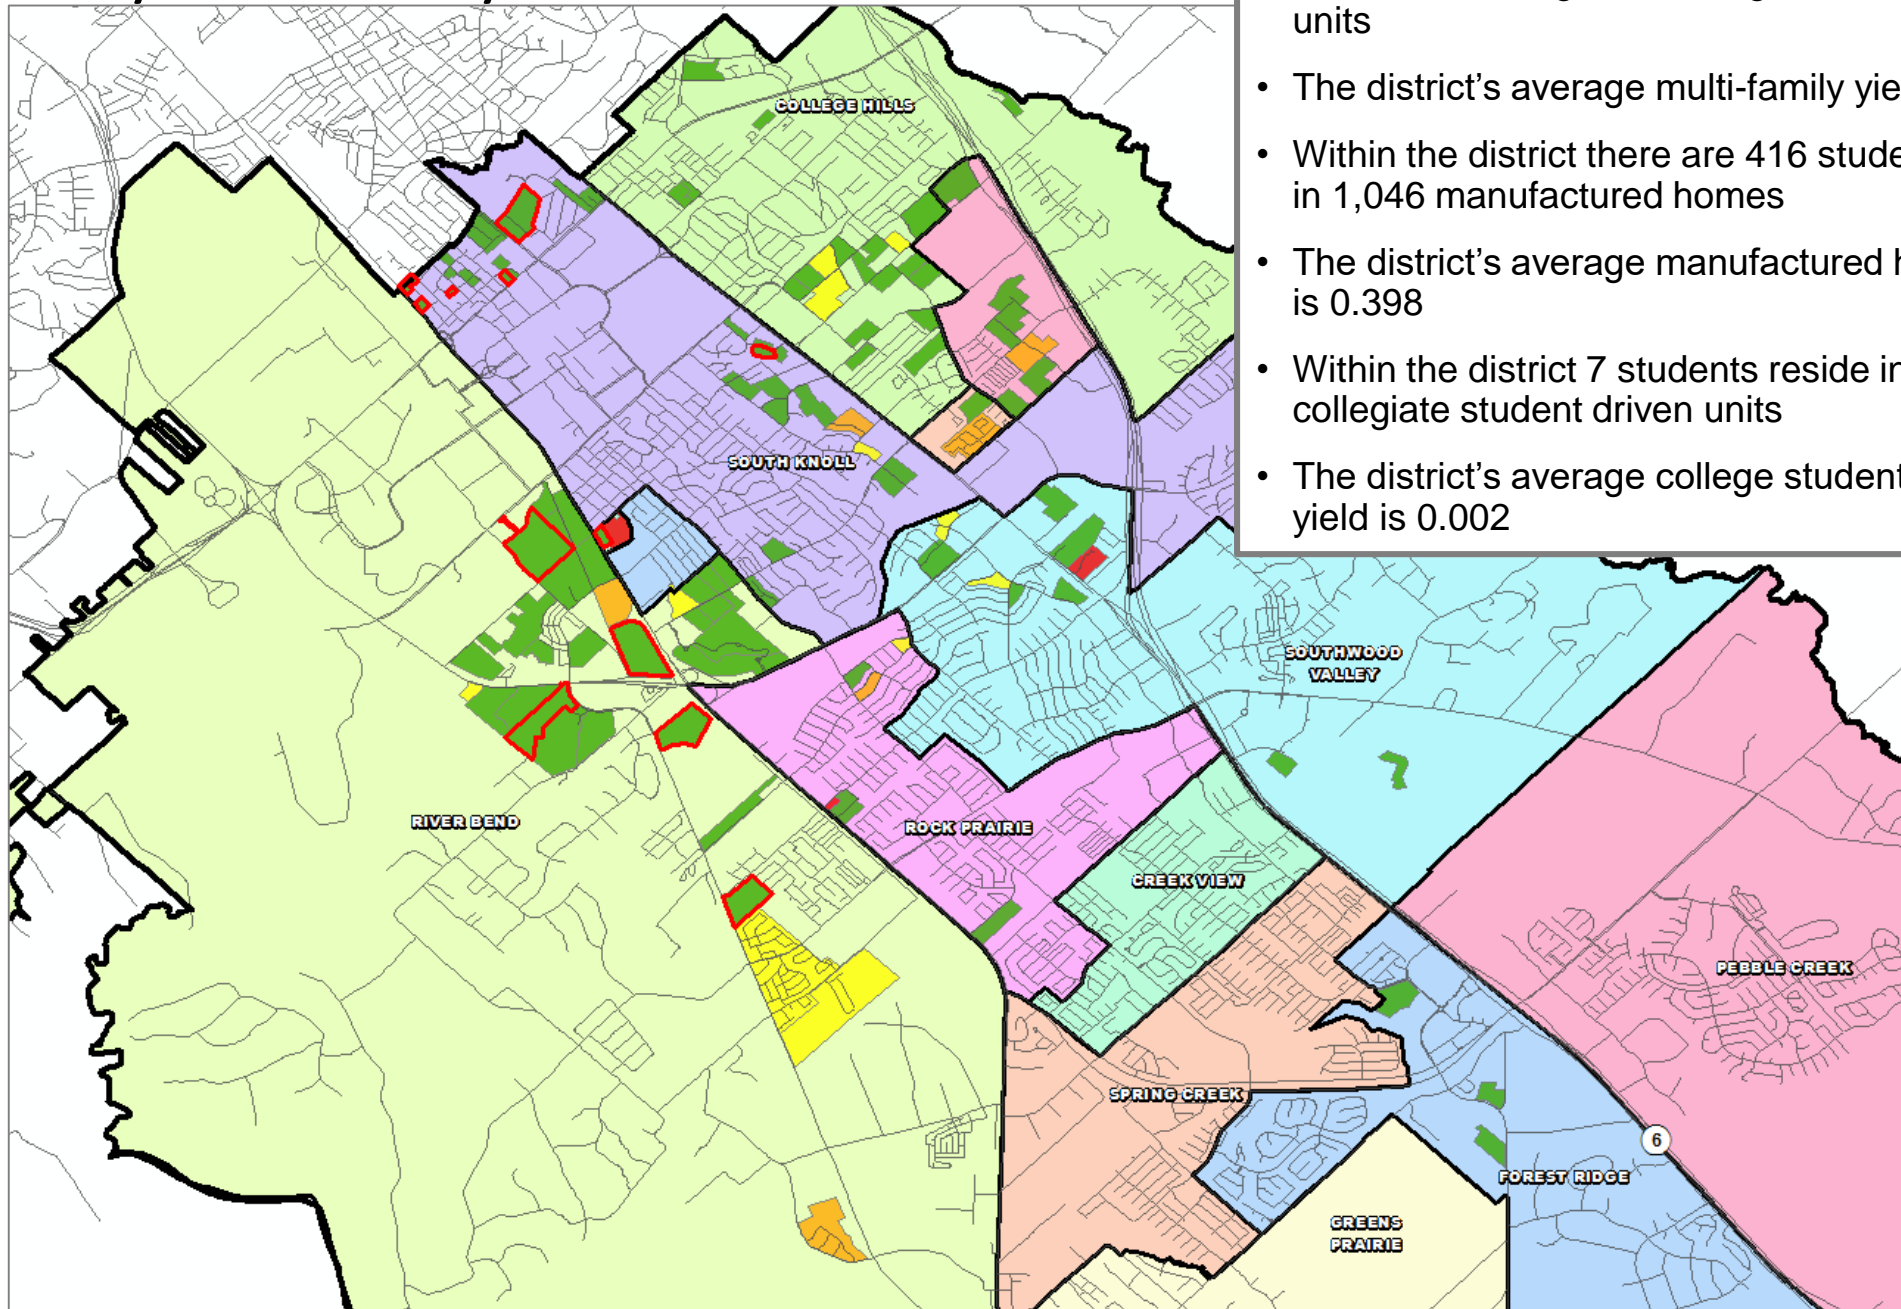 units
• The district's average multi-family
• Within the district there are 416
in 1,046 manufactured homes
• The district's average manufactured
is 0.398
• Within the district 7 students reside in
collegiate student driven units
• The district's average college student
yield is 0.002
COLLEGE HILLS
SOUTH KNOLL
SOUTHWOOD
VALLEY
RIVER BEND
ROCK PRAIRIE
CREEK VIEW
PEBBLE CREEK
SPRING CREEK
6
FOREST RIDGE
GREENS
PRAIRIE